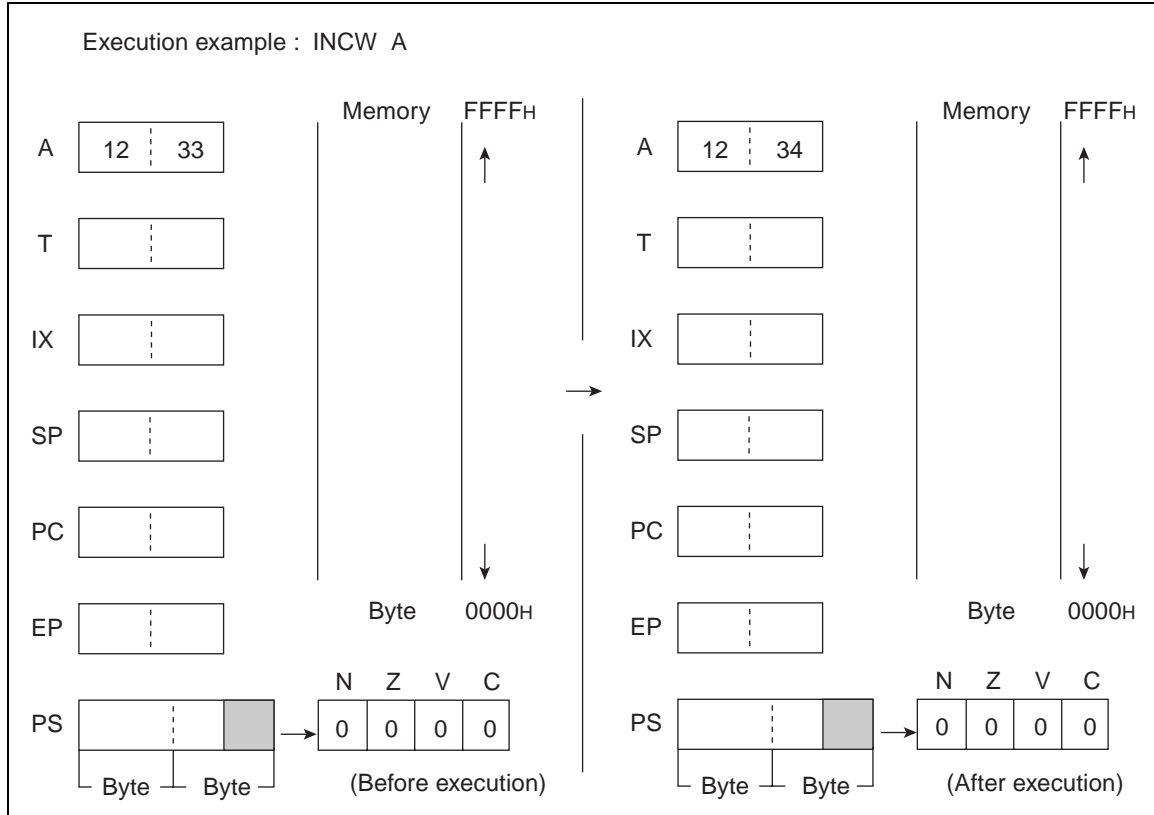 Execution example : INCW A
Memory FFFFH
A 12 33
T
IX
SP
PC
EP
Byte 0000H
N Z V C
PS 0 0 0 0
Byte Byte (Before execution)
Memory FFFFH
A 12 34
T
IX
SP
PC
EP
Byte 0000H
N Z V C
PS 0 0 0 0
Byte Byte (After execution)